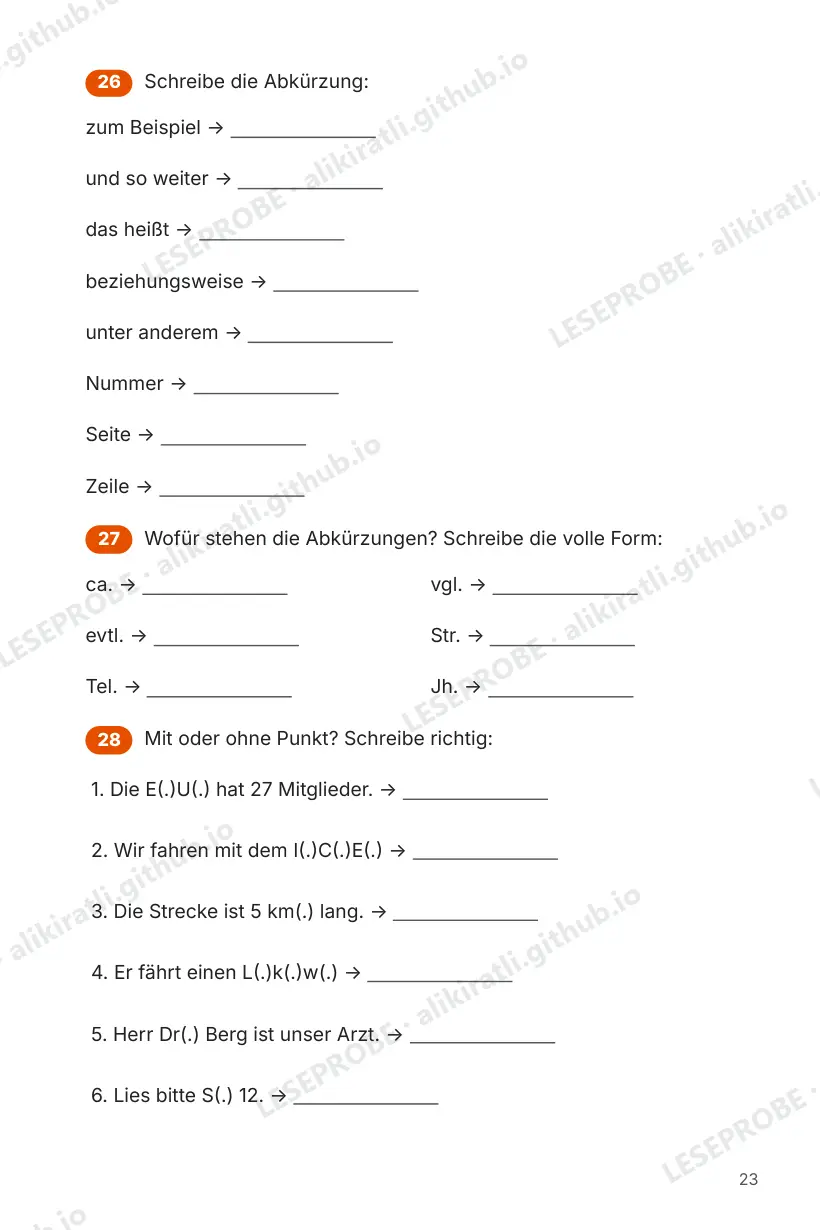 26 Schreibe die Abkürzung:
zum Beispiel → ______________
und so weiter → ______________
das heißt → ______________
beziehungsweise → ______________
unter anderem → ______________
Nummer → ______________
Seite → ______________
Zeile → ______________
27 Wofür stehen die Abkürzungen? Schreibe die volle Form:
ca. → ______________ vgl. → ______________
evtl. → ______________ Str. → ______________
Tel. → ______________ Jh. → ______________
28 Mit oder ohne Punkt? Schreibe richtig:
1. Die E(.)U(.) hat 27 Mitglieder. → ______________
2. Wir fahren mit dem I(.)C(.)E(.) → ______________
3. Die Strecke ist 5 km(.) lang. → ______________
4. Er fährt einen L(.)k(.)w(.) → ______________
5. Herr Dr(.) Berg ist unser Arzt. → ______________
6. Lies bitte S(.) 12. → ______________
23
LESEPROBE · alikiratli.github.io